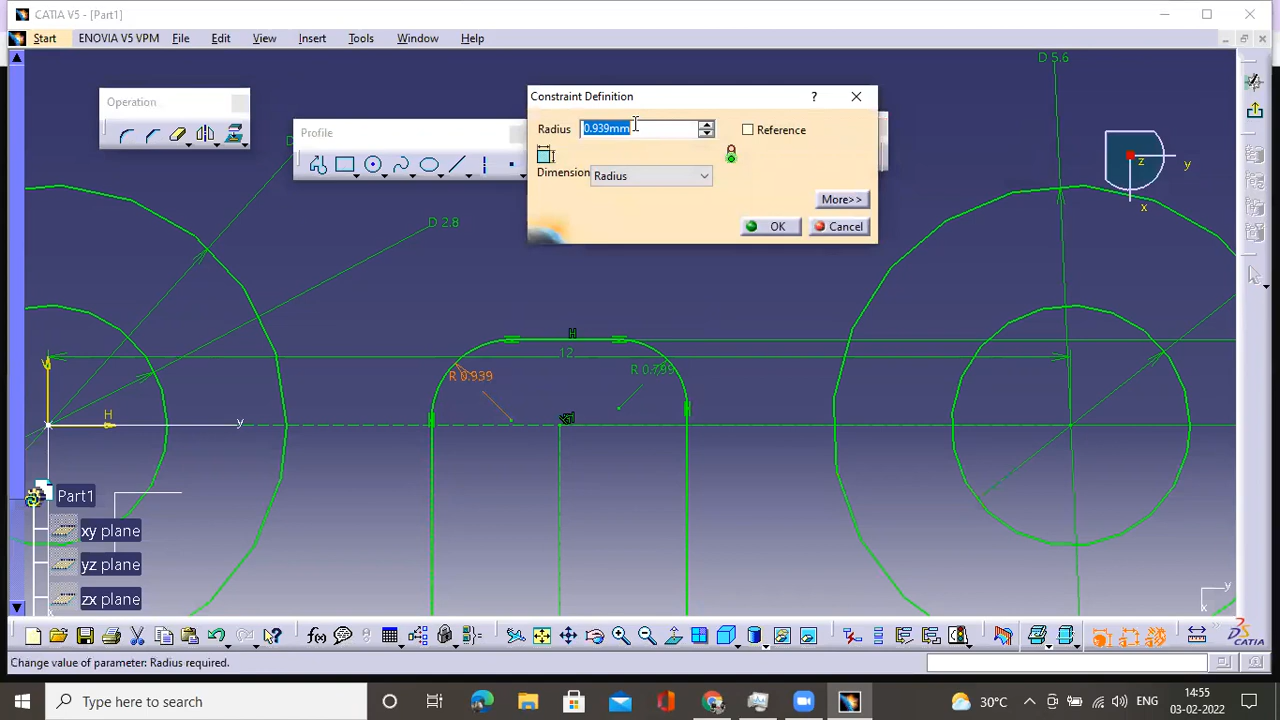 CATIA V5 - [Part1]
Start
ENOVIA V5 VPM
File
Edit
View
Insert
Tools
Window
Help
Operation
Profile
Constraint Definition
?
Radius
0.939mm
Reference
Dimension
Radius
More>>
OK
Cancel
D 5.6
D 2.8
z
y
x
H
12
R 0.939
R 0.799
V
H
y
Part1
xy plane
yz plane
zx plane
y
x
f(x)
CATIA
Change value of parameter: Radius required.
Type here to search
30°C
ENG
14:55
03-02-2022